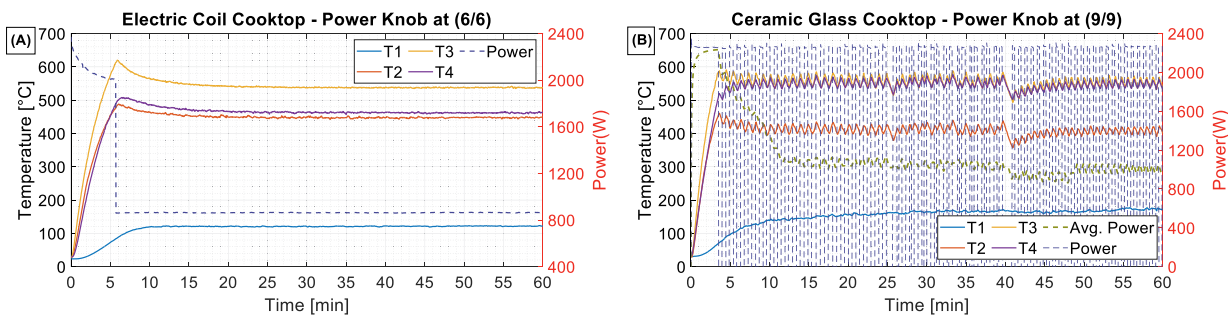 (A)
Electric Coil Cooktop - Power Knob at (6/6)
700
600
500
400
300
200
100
0
Temperature [°C]
2400
2000
1600
1200
800
400
Power(W)
T1 T3 Power
T2 T4
0 5 10 15 20 25 30 35 40 45 50 55 60
Time [min]
(B)
Ceramic Glass Cooktop - Power Knob at (9/9)
700
600
500
400
300
200
100
0
Temperature [°C]
2400
2000
1600
1200
800
400
0
Power(W)
T1 T3 Avg. Power
T2 T4 Power
0 5 10 15 20 25 30 35 40 45 50 55 60
Time [min]